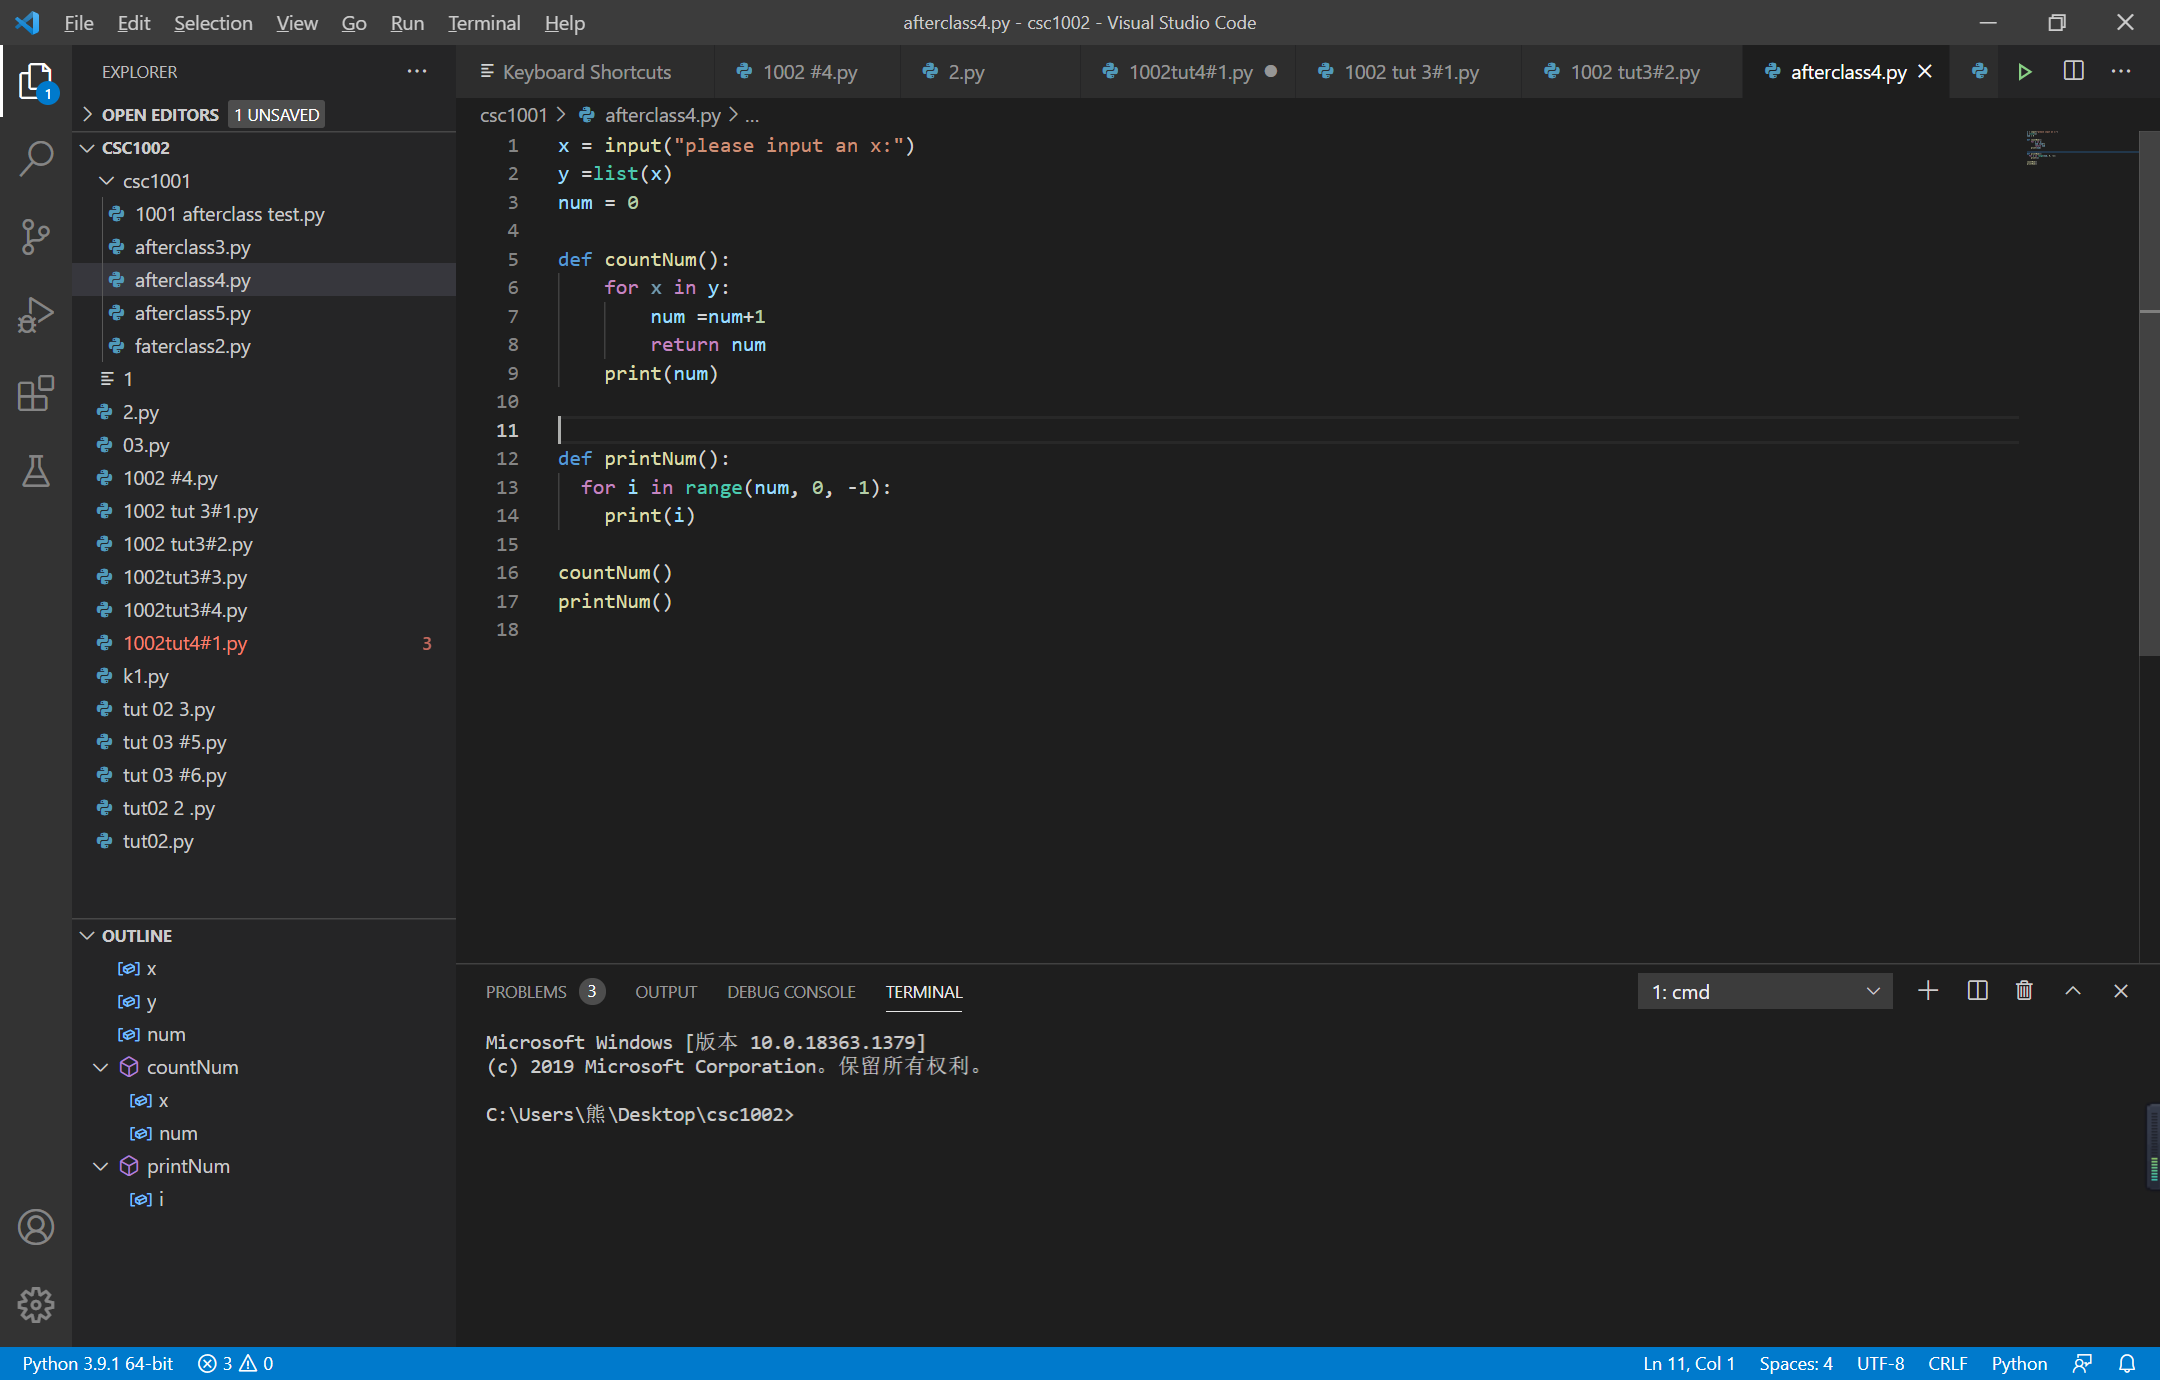 File Edit Selection View Go Run Terminal Help
afterclass4.py - csc1002 - Visual Studio Code
1
EXPLORER
OPEN EDITORS 1 UNSAVED
CSC1002
csc1001
1001 afterclass test.py
afterclass3.py
afterclass4.py
afterclass5.py
faterclass2.py
1
2.py
03.py
1002 #4.py
1002 tut 3#1.py
1002 tut3#2.py
1002tut3#3.py
1002tut3#4.py
1002tut4#1.py 3
k1.py
tut 02 3.py
tut 03 #5.py
tut 03 #6.py
tut02 2 .py
tut02.py
OUTLINE
x
y
num
countNum
x
num
printNum
i
Keyboard Shortcuts 1002 #4.py 2.py 1002tut4#1.py 1002 tut 3#1.py 1002 tut3#2.py afterclass4.py
csc1001 > afterclass4.py > ...
1 x = input("please input an x:")
2 y =list(x)
3 num = 0
4
5 def countNum():
6 for x in y:
7 num =num+1
8 return num
9 print(num)
10
11
12 def printNum():
13 for i in range(num, 0, -1):
14 print(i)
15
16 countNum()
17 printNum()
18
PROBLEMS 3 OUTPUT DEBUG CONSOLE TERMINAL 1: cmd
Microsoft Windows [版本 10.0.18363.1379]
(c) 2019 Microsoft Corporation。保留所有权利。
C:\Users\熊\Desktop\csc1002>
Python 3.9.1 64-bit 3 0 Ln 11, Col 1 Spaces: 4 UTF-8 CRLF Python